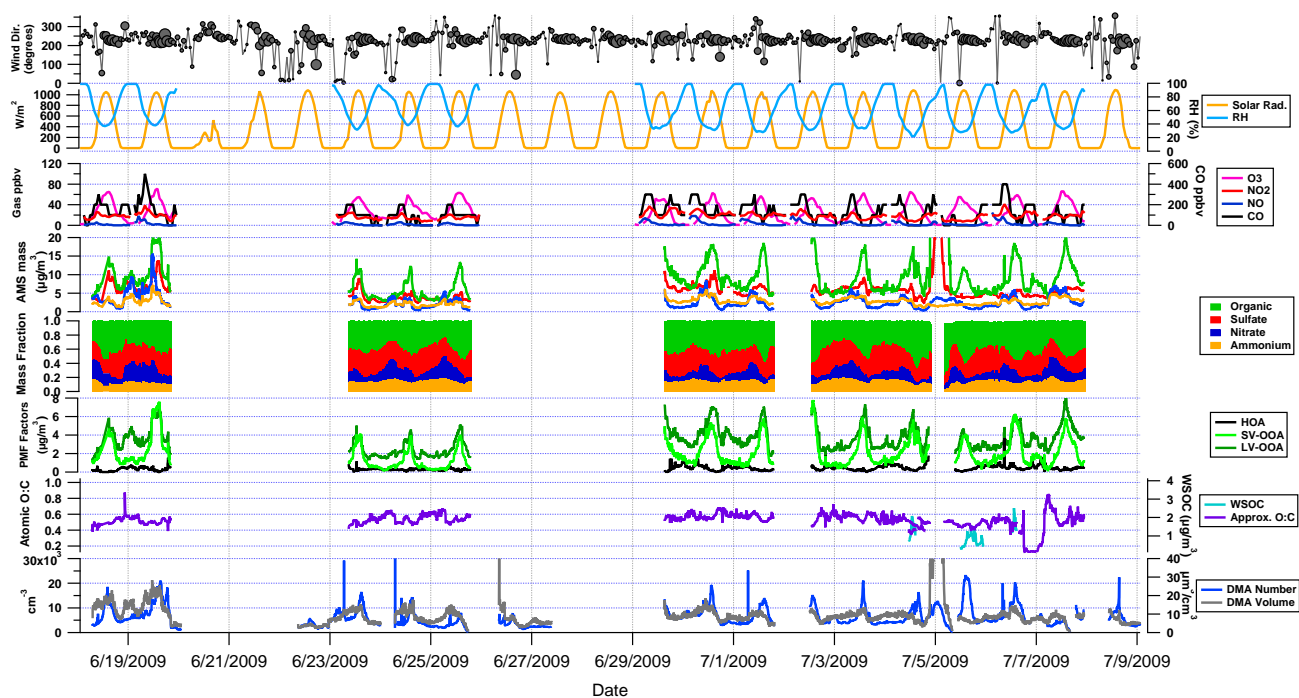 Wind Dir.
(degrees)
300
200
100
0
W/m²
1000
800
600
400
200
0
100
80
60
40
20
0
RH (%)
Solar Rad.
RH
Gas ppbv
120
80
40
0
600
400
200
0
CO ppbv
O3
NO2
NO
CO
AMS mass
(µg/m³)
20
15
10
5
0
Mass Fraction
1.0
0.8
0.6
0.4
0.2
0.0
Organic
Sulfate
Nitrate
Ammonium
PMF Factors
(µg/m³)
8
6
4
2
0
HOA
SV-OOA
LV-OOA
Atomic O:C
1.0
0.8
0.6
0.4
0.2
4
3
2
1
WSOC (µg/m³)
WSOC
Approx. O:C
cm⁻³
30x10³
20
10
0
40
30
20
10
0
µm³/cm³
DMA Number
DMA Volume
6/19/2009 6/21/2009 6/23/2009 6/25/2009 6/27/2009 6/29/2009 7/1/2009 7/3/2009 7/5/2009 7/7/2009 7/9/2009
Date